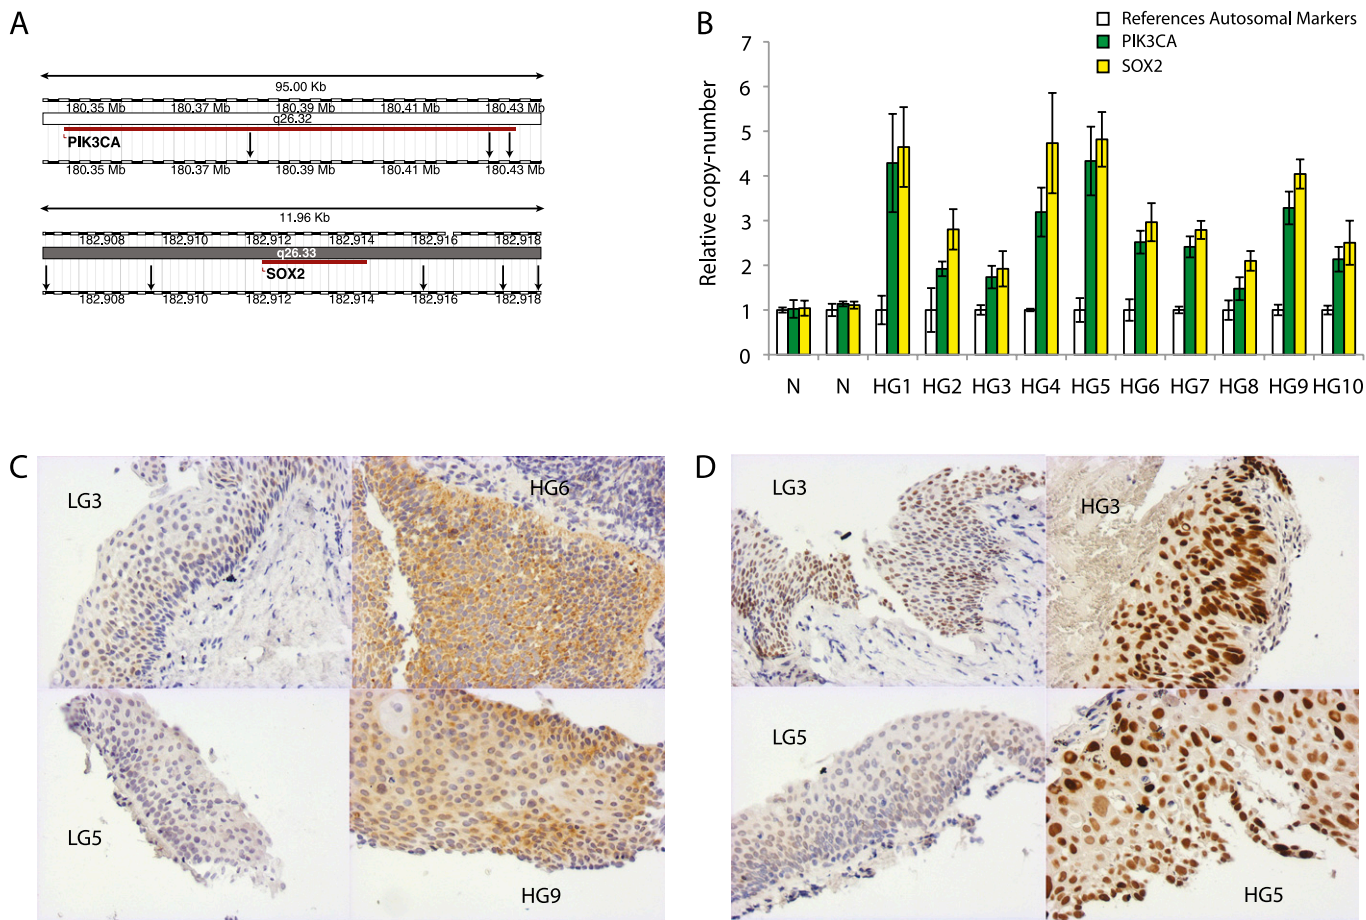 A
95.00 Kb
180.35 Mb 180.37 Mb 180.39 Mb 180.41 Mb 180.43 Mb
q26.32
PIK3CA
180.35 Mb 180.37 Mb 180.39 Mb 180.41 Mb 180.43 Mb
11.96 Kb
182.908 182.910 182.912 182.914 182.916 182.918
q26.33
SOX2
182.908 182.910 182.912 182.914 182.916 182.918
B
References Autosomal Markers
PIK3CA
SOX2
Relative copy-number
7
6
5
4
3
2
1
0
N N HG1 HG2 HG3 HG4 HG5 HG6 HG7 HG8 HG9 HG10
C
LG3
HG6
LG5
HG9
D
LG3
HG3
LG5
HG5